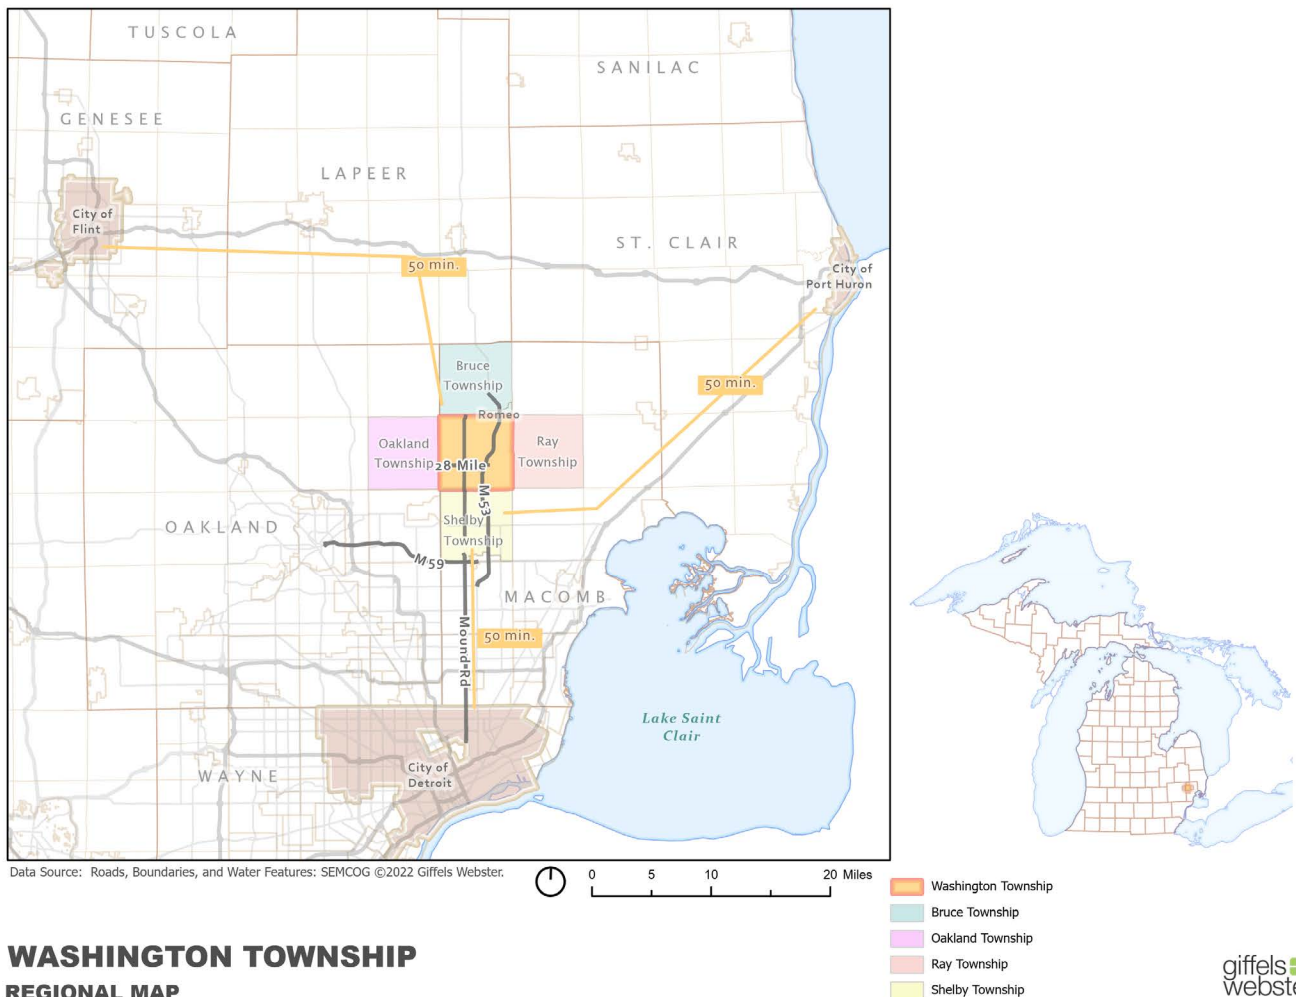 TUSCOLA
SANILAC
GENESEE
LAPEER
City of
Flint
ST. CLAIR
50 min.
City of
Port Huron
Bruce
Township
50 min.
Romeo
Oakland
Township
28 Mile
Ray
Township
M-53
Shelby
Township
OAKLAND
M 59
MACOMB
Mound-Rd
50 min.
Lake Saint
Clair
WAYNE
City of
Detroit
Data Source: Roads, Boundaries, and Water Features: SEMCOG ©2022 Giffels Webster.
0 5 10 20 Miles
Washington Township
Bruce Township
Oakland Township
Ray Township
Shelby Township
WASHINGTON TOWNSHIP
REGIONAL MAP
giffels
webste